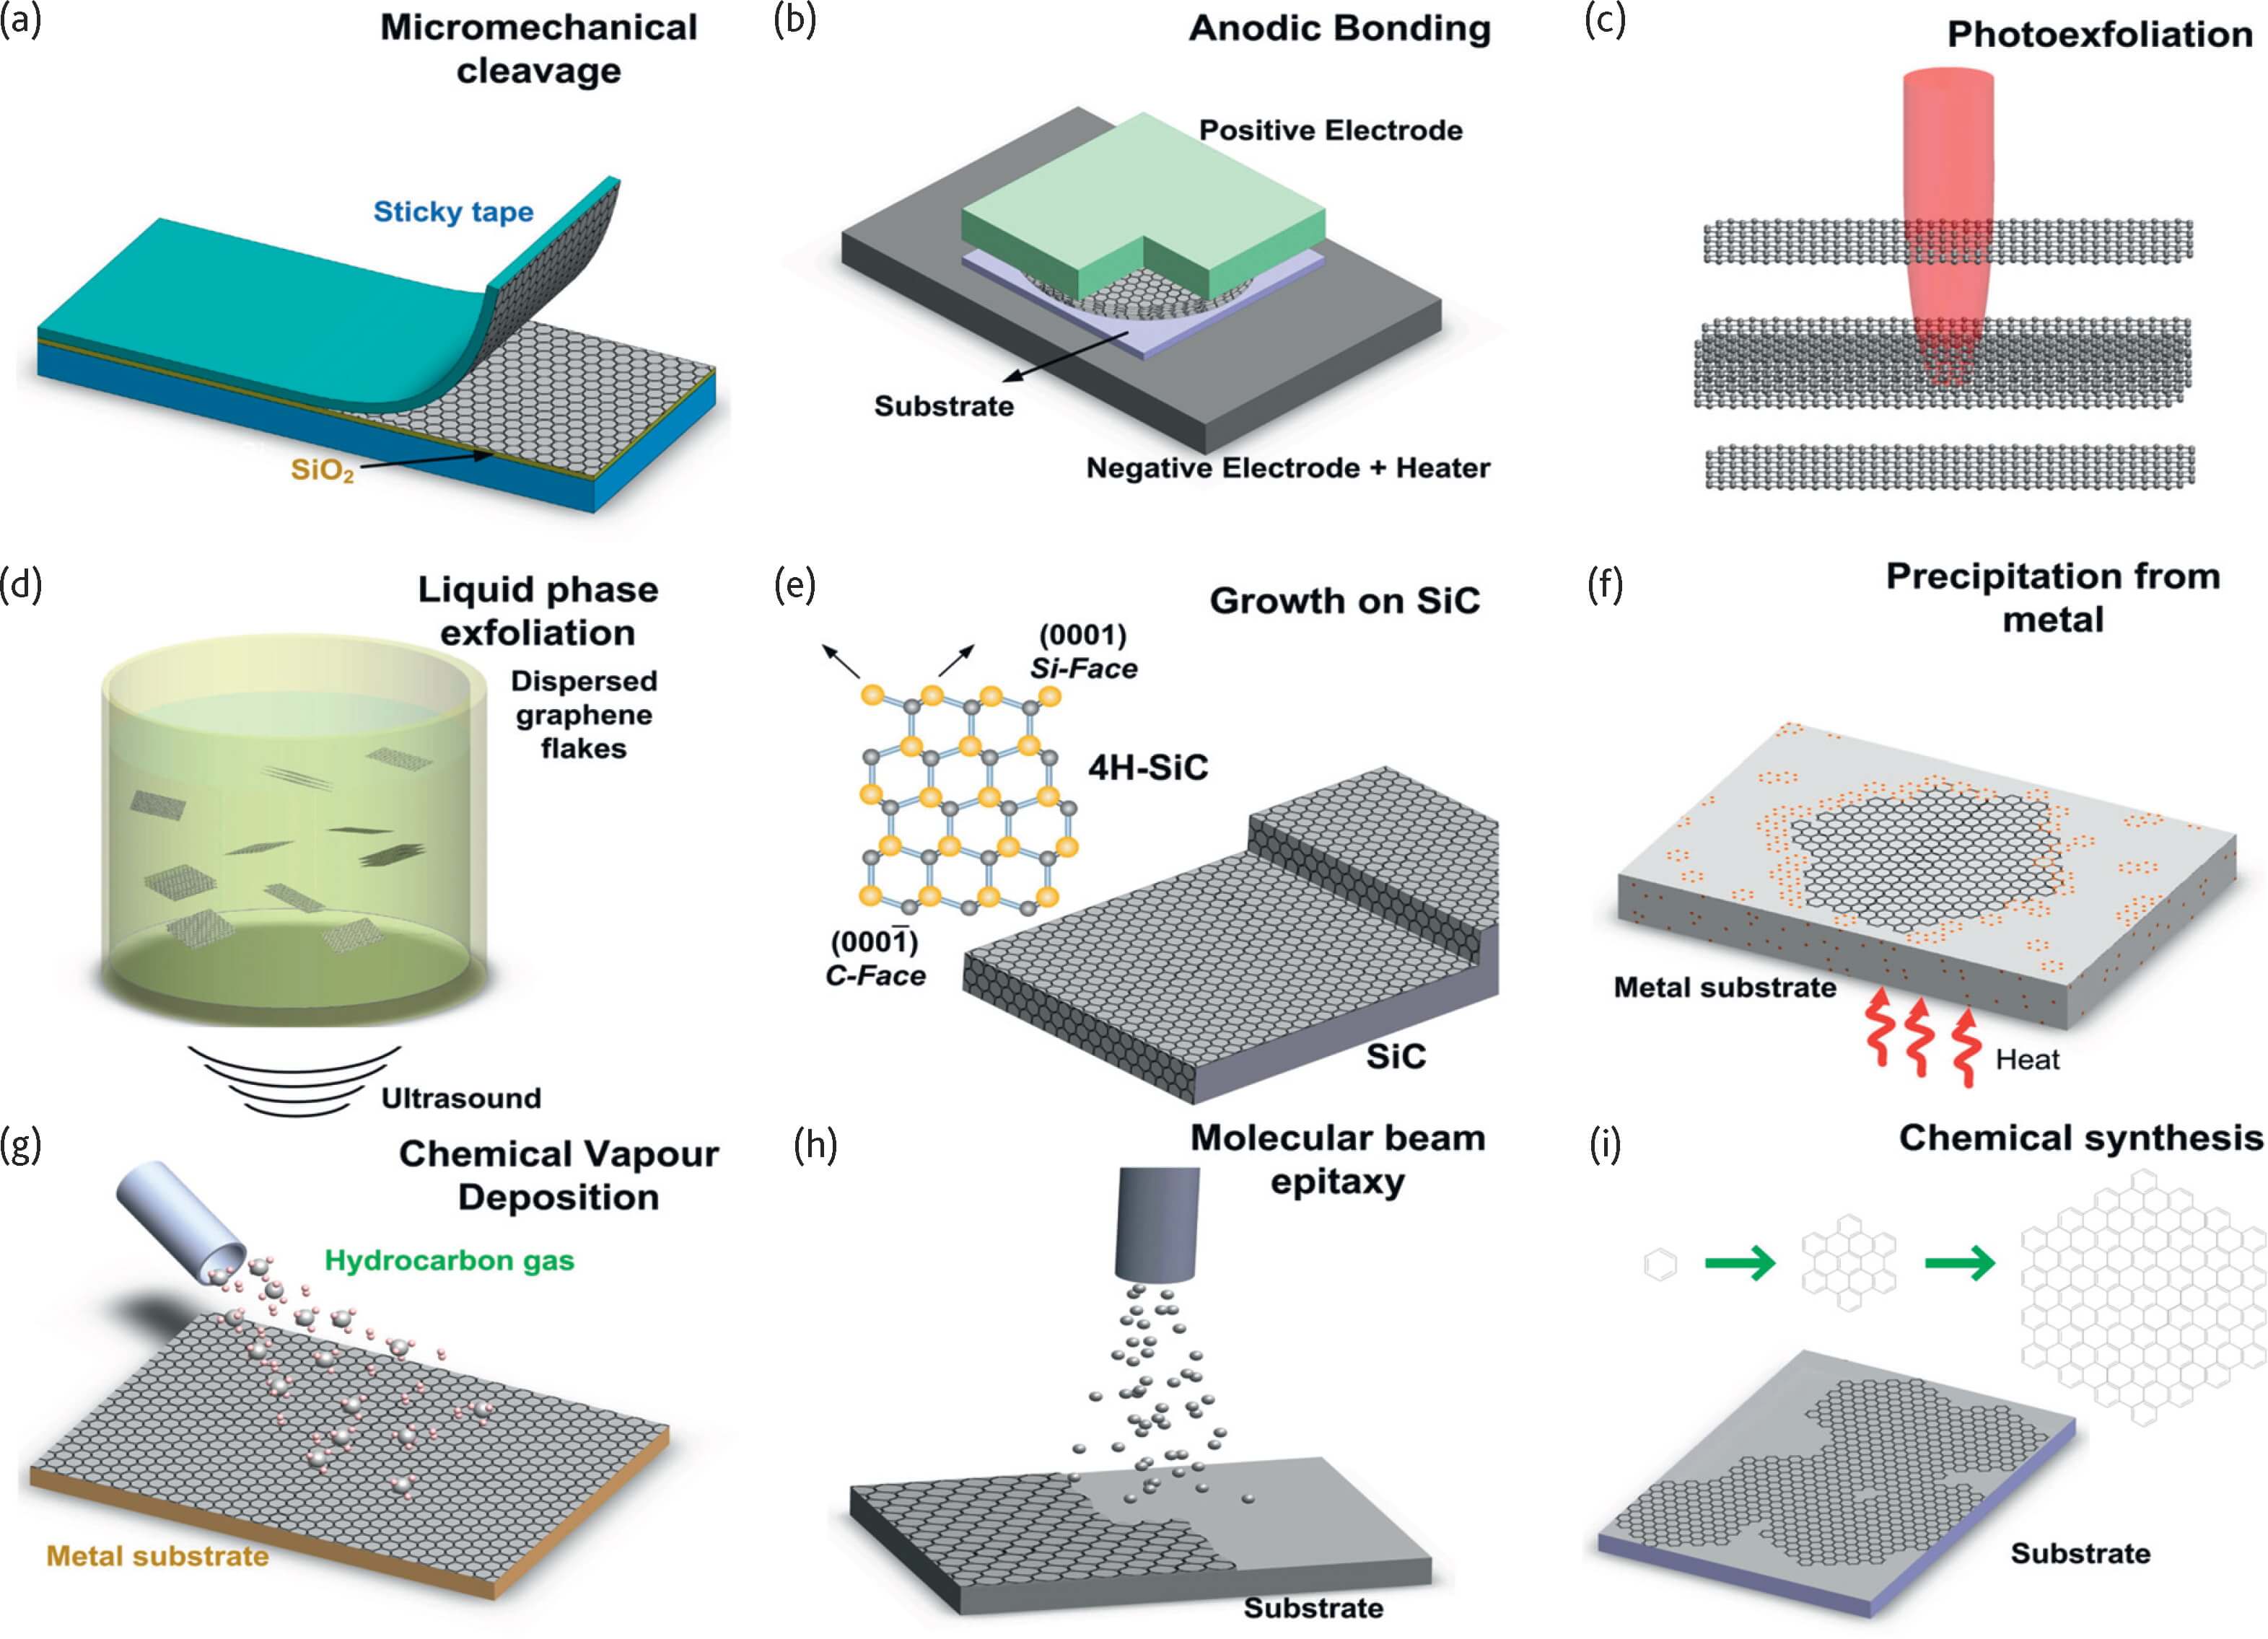 (a)
Micromechanical
cleavage
Sticky tape
SiO₂
(b)
Anodic Bonding
Positive Electrode
Substrate
Negative Electrode + Heater
(c)
Photoexfoliation
(d)
Liquid phase
exfoliation
Dispersed
graphene
flakes
Ultrasound
(e)
Growth on SiC
(0001)
Si-Face
4H-SiC
(0001̅)
C-Face
SiC
(f)
Precipitation from
metal
Metal substrate
Heat
(g)
Chemical Vapour
Deposition
Hydrocarbon gas
Metal substrate
(h)
Molecular beam
epitaxy
Substrate
(i)
Chemical synthesis
Substrate